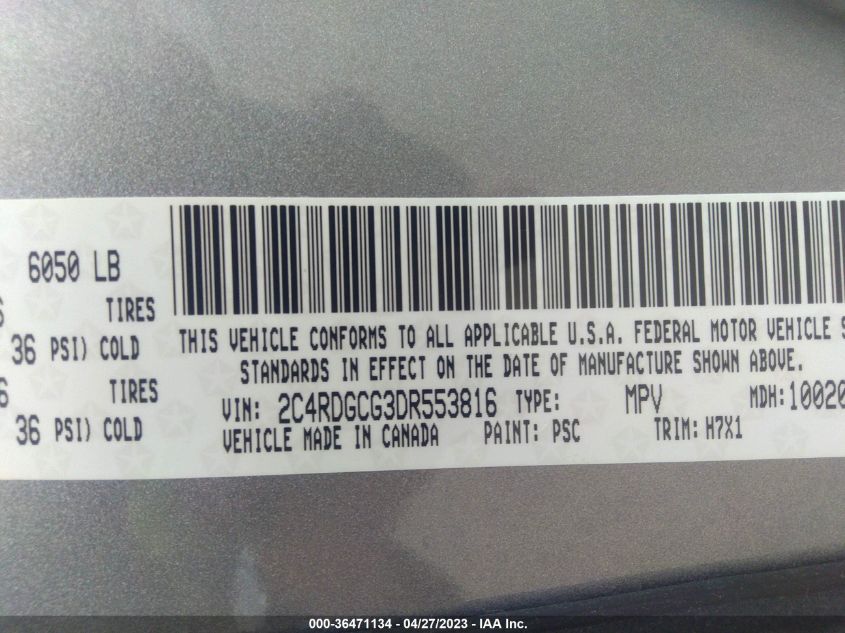 6050 LB
TIRES
36 PSI) COLD
TIRES
36 PSI) COLD
THIS VEHICLE CONFORMS TO ALL APPLICABLE U.S.A. FEDERAL MOTOR VEHICLE S
STANDARDS IN EFFECT ON THE DATE OF MANUFACTURE SHOWN ABOVE.
VIN: 2C4RDGCG3DR553816 TYPE: MPV MDH:10020
VEHICLE MADE IN CANADA PAINT: PSC TRIM: H7X1
000-36471134 - 04/27/2023 - IAA Inc.